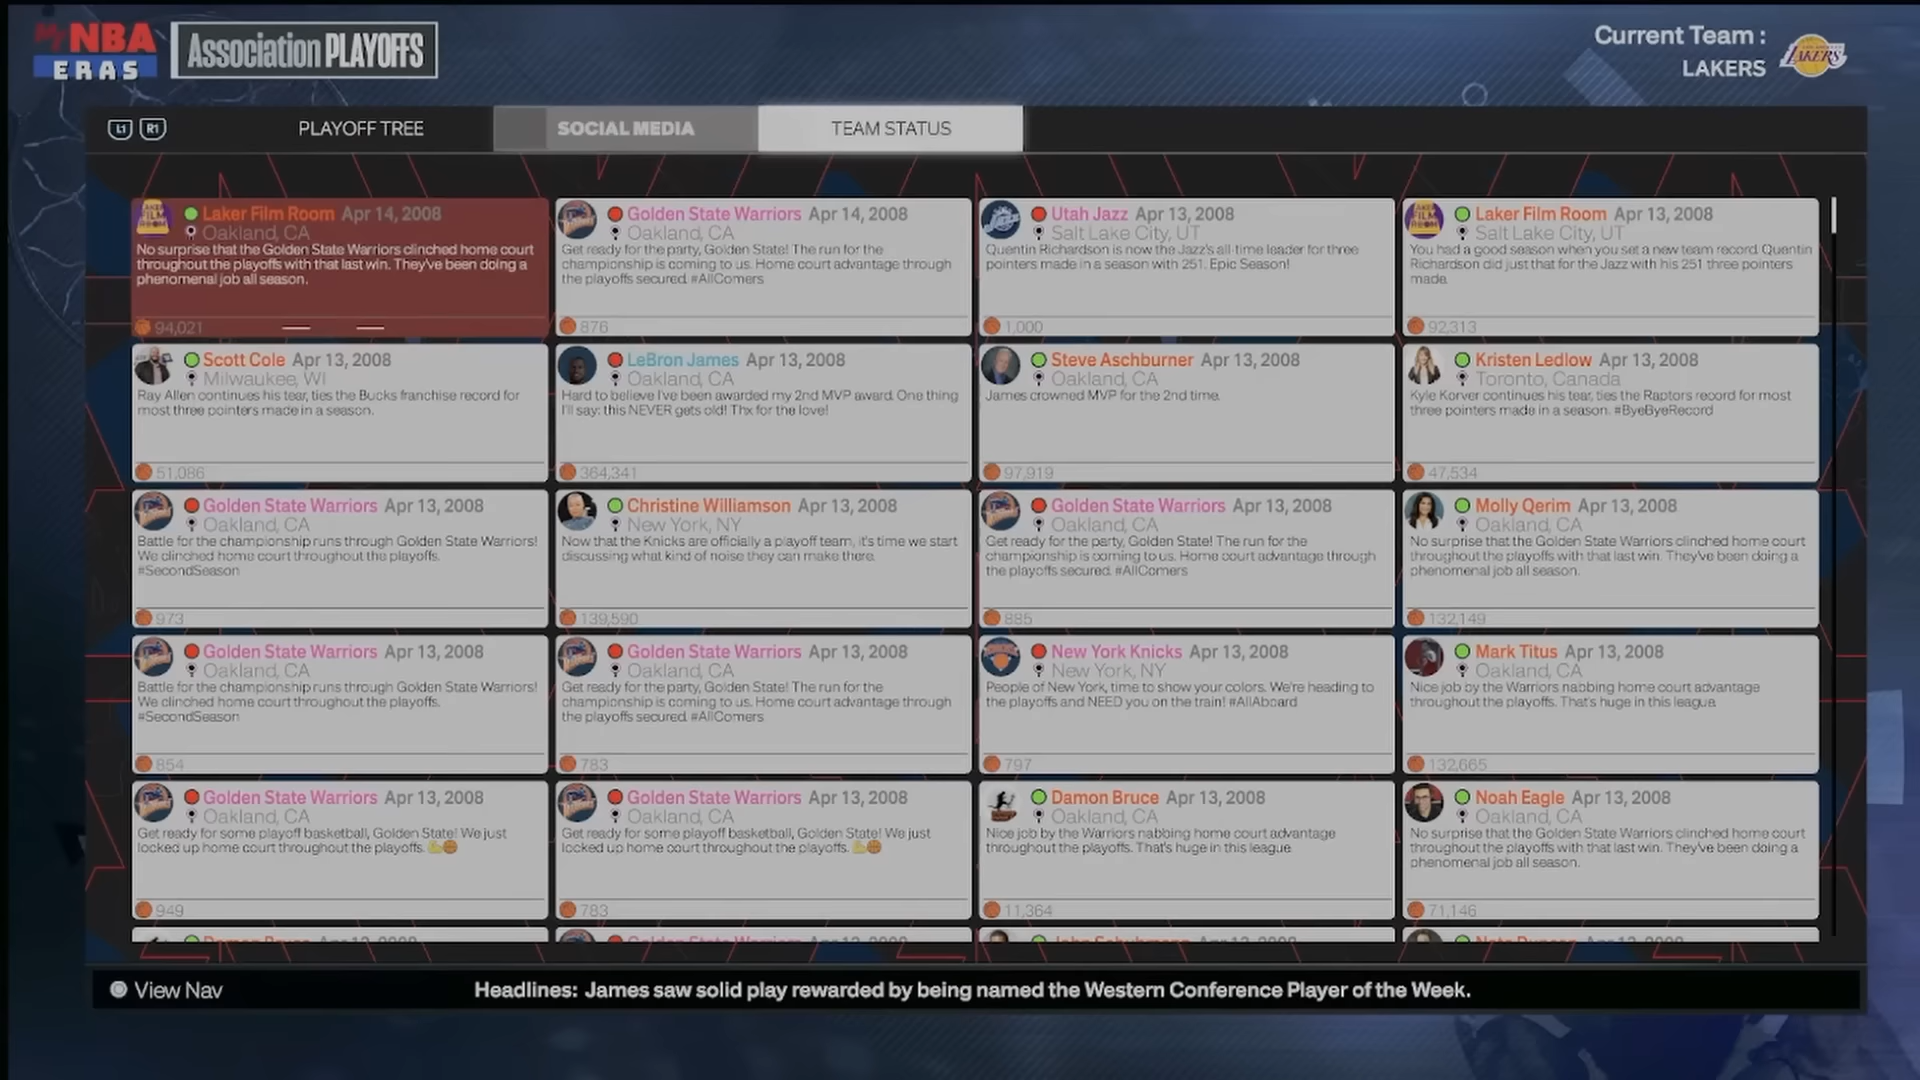 My NBA
ERAS
Association PLAYOFFS
Current Team :
LAKERS
LAKERS
L1 R1 PLAYOFF TREE SOCIAL MEDIA TEAM STATUS
Laker Film Room Apr 14, 2008
Oakland, CA
No surprise that the Golden State Warriors clinched home court
throughout the playoffs with that last win. They've been doing a
phenomenal job all season.
94,021
Golden State Warriors Apr 14, 2008
Oakland, CA
Get ready for the party, Golden State! The run for the
championship is coming to us. Home court advantage through
the playoffs secured. #AllComers
876
Utah Jazz Apr 13, 2008
Salt Lake City, UT
Quentin Richardson is now the Jazz's all-time leader for three
pointers made in a season with 251. Epic Season!
1,000
Laker Film Room Apr 13, 2008
Salt Lake City, UT
You had a good season when you set a new team record. Quentin
Richardson did just that for the Jazz with his 251 three pointers
made.
92,313
Scott Cole Apr 13, 2008
Milwaukee, WI
Ray Allen continues his tear, ties the Bucks franchise record for
most three pointers made in a season.
51,086
LeBron James Apr 13, 2008
Oakland, CA
Hard to believe I've been awarded my 2nd MVP award. One thing
I'll say: this NEVER gets old! Thx for the love!
364,341
Steve Aschburner Apr 13, 2008
Oakland, CA
James crowned MVP for the 2nd time.
97,919
Kristen Ledlow Apr 13, 2008
Toronto, Canada
Kyle Korver continues his tear, ties the Raptors record for most
three pointers made in a season. #ByeByeRecord
47,534
Golden State Warriors Apr 13, 2008
Oakland, CA
Battle for the championship runs through Golden State Warriors!
We clinched home court throughout the playoffs.
#SecondSeason
973
Christine Williamson Apr 13, 2008
New York, NY
Now that the Knicks are officially a playoff team, it's time we start
discussing what kind of noise they can make there.
139,590
Golden State Warriors Apr 13, 2008
Oakland, CA
Get ready for the party, Golden State! The run for the
championship is coming to us. Home court advantage through
the playoffs secured. #AllComers
885
Molly Qerim Apr 13, 2008
Oakland, CA
No surprise that the Golden State Warriors clinched home court
throughout the playoffs with that last win. They've been doing a
phenomenal job all season.
132,149
Golden State Warriors Apr 13, 2008
Oakland, CA
Battle for the championship runs through Golden State Warriors!
We clinched home court throughout the playoffs.
#SecondSeason
854
Golden State Warriors Apr 13, 2008
Oakland, CA
Get ready for the party, Golden State! The run for the
championship is coming to us. Home court advantage through
the playoffs secured. #AllComers
783
New York Knicks Apr 13, 2008
New York, NY
People of New York, time to show your colors. We're heading to
the playoffs and NEED you on the train! #AllAboard
797
Mark Titus Apr 13, 2008
Oakland, CA
Nice job by the Warriors nabbing home court advantage
throughout the playoffs. That's huge in this league.
132,665
Golden State Warriors Apr 13, 2008
Oakland, CA
Get ready for some playoff basketball, Golden State! We just
locked up home court throughout the playoffs. 💪🏀
949
Golden State Warriors Apr 13, 2008
Oakland, CA
Get ready for some playoff basketball, Golden State! We just
locked up home court throughout the playoffs. 💪🏀
783
Damon Bruce Apr 13, 2008
Oakland, CA
Nice job by the Warriors nabbing home court advantage
throughout the playoffs. That's huge in this league.
11,364
Noah Eagle Apr 13, 2008
Oakland, CA
No surprise that the Golden State Warriors clinched home court
throughout the playoffs with that last win. They've been doing a
phenomenal job all season.
71,146
View Nav
Headlines: James saw solid play rewarded by being named the Western Conference Player of the Week.